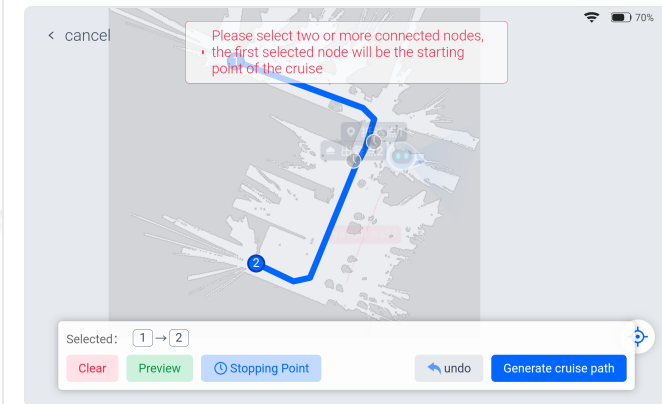 70%
cancel
Please select two or more connected nodes,
the first selected node will be the starting
point of the cruise
1
2
Selected: 1 → 2
Clear Preview Stopping Point undo Generate cruise path